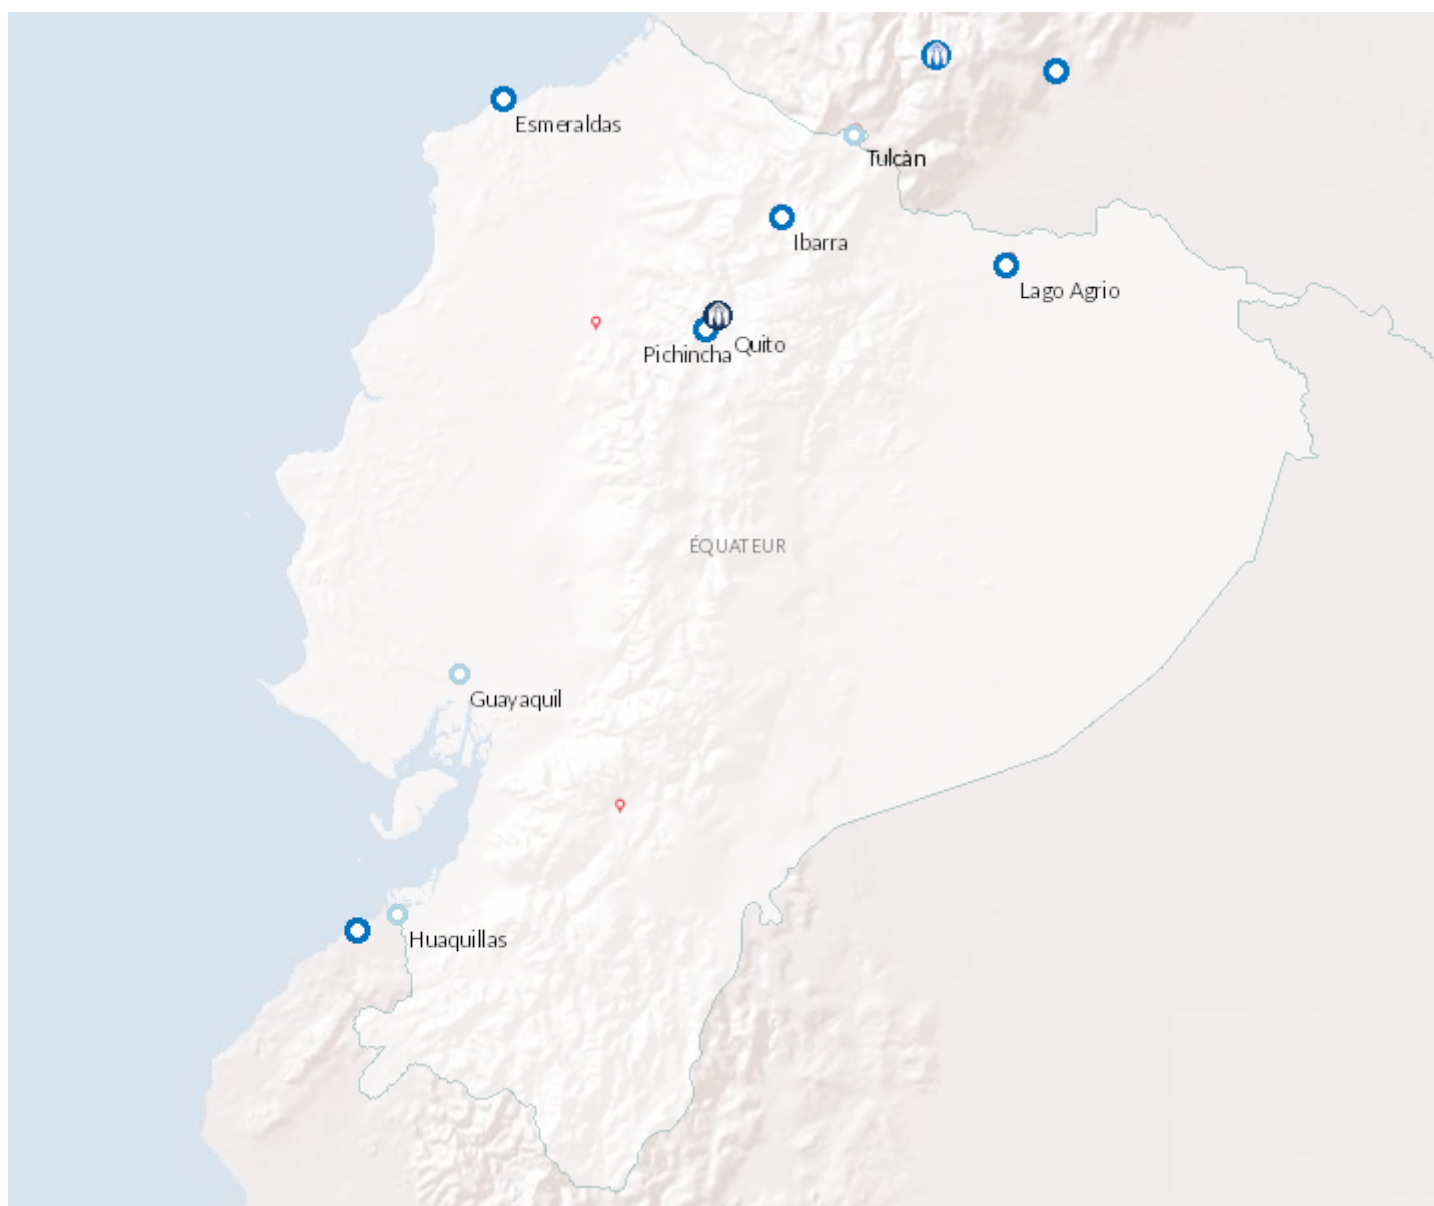 Esmeraldas
Tulcàn
Ibarra
Lago Agrio
Quito
Pichincha
ÉQUATEUR
Guayaquil
Huaquillas